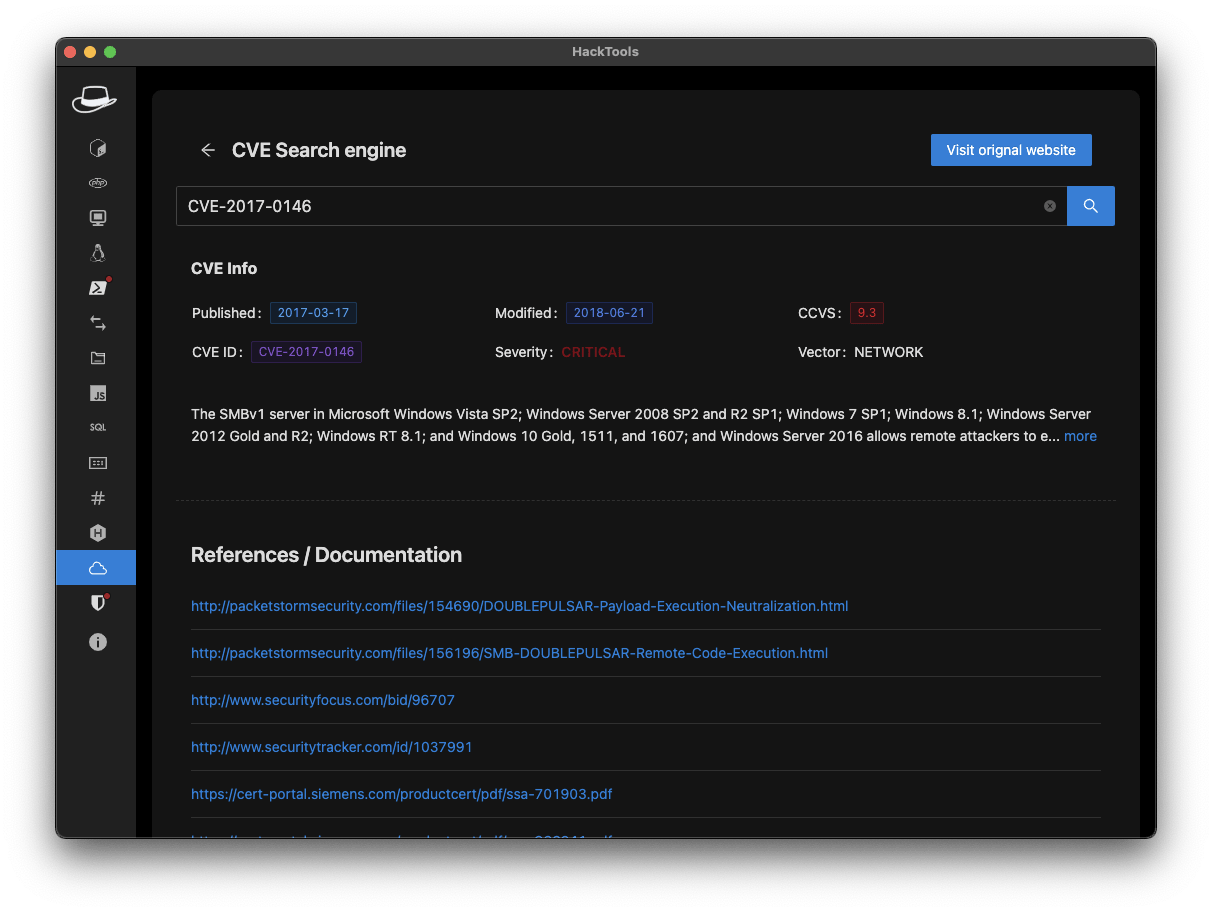 HackTools
CVE Search engine
Visit orignal website
CVE-2017-0146
CVE Info
Published: 2017-03-17 Modified: 2018-06-21 CCVS: 9.3
CVE ID: CVE-2017-0146 Severity: CRITICAL Vector: NETWORK
The SMBv1 server in Microsoft Windows Vista SP2; Windows Server 2008 SP2 and R2 SP1; Windows 7 SP1; Windows 8.1; Windows Server
2012 Gold and R2; Windows RT 8.1; and Windows 10 Gold, 1511, and 1607; and Windows Server 2016 allows remote attackers to e... more
References / Documentation
http://packetstormsecurity.com/files/154690/DOUBLEPULSAR-Payload-Execution-Neutralization.html
http://packetstormsecurity.com/files/156196/SMB-DOUBLEPULSAR-Remote-Code-Execution.html
http://www.securityfocus.com/bid/96707
http://www.securitytracker.com/id/1037991
https://cert-portal.siemens.com/productcert/pdf/ssa-701903.pdf
php
JS
SQL
#
H